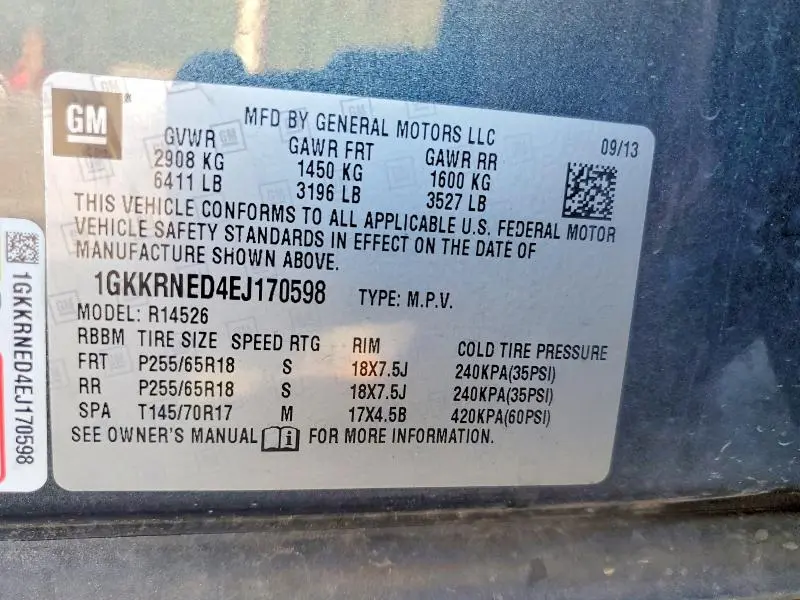 GM
MFD BY GENERAL MOTORS LLC
09/13
GVWR GAWR FRT GAWR RR
2908 KG 1450 KG 1600 KG
6411 LB 3196 LB 3527 LB
THIS VEHICLE CONFORMS TO ALL APPLICABLE U.S. FEDERAL MOTOR
VEHICLE SAFETY STANDARDS IN EFFECT ON THE DATE OF
MANUFACTURE SHOWN ABOVE.
1GKKRNED4EJ170598 TYPE: M.P.V.
MODEL: R14526
RBBM TIRE SIZE SPEED RTG RIM COLD TIRE PRESSURE
FRT P255/65R18 S 18X7.5J 240KPA(35PSI)
RR P255/65R18 S 18X7.5J 240KPA(35PSI)
SPA T145/70R17 M 17X4.5B 420KPA(60PSI)
SEE OWNER'S MANUAL FOR MORE INFORMATION.
1GKKRNED4EJ170598